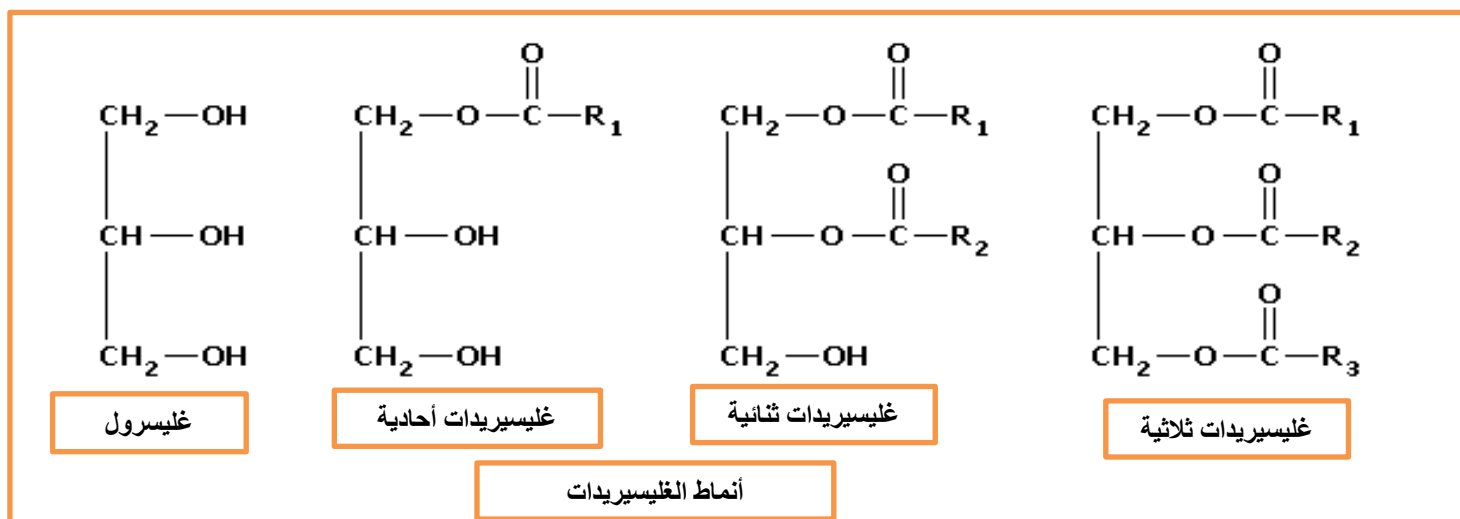 O O O
CH2—OH CH2—O—C—R1 CH2—O—C—R1 CH2—O—C—R1
O O
CH—OH CH—OH CH—O—C—R2 CH—O—C—R2
O
CH2—OH CH2—OH CH2—OH CH2—O—C—R3
غليسرول غليسيريدات أحادية غليسيريدات ثنائية غليسيريدات ثلاثية
أنماط الغليسيريدات